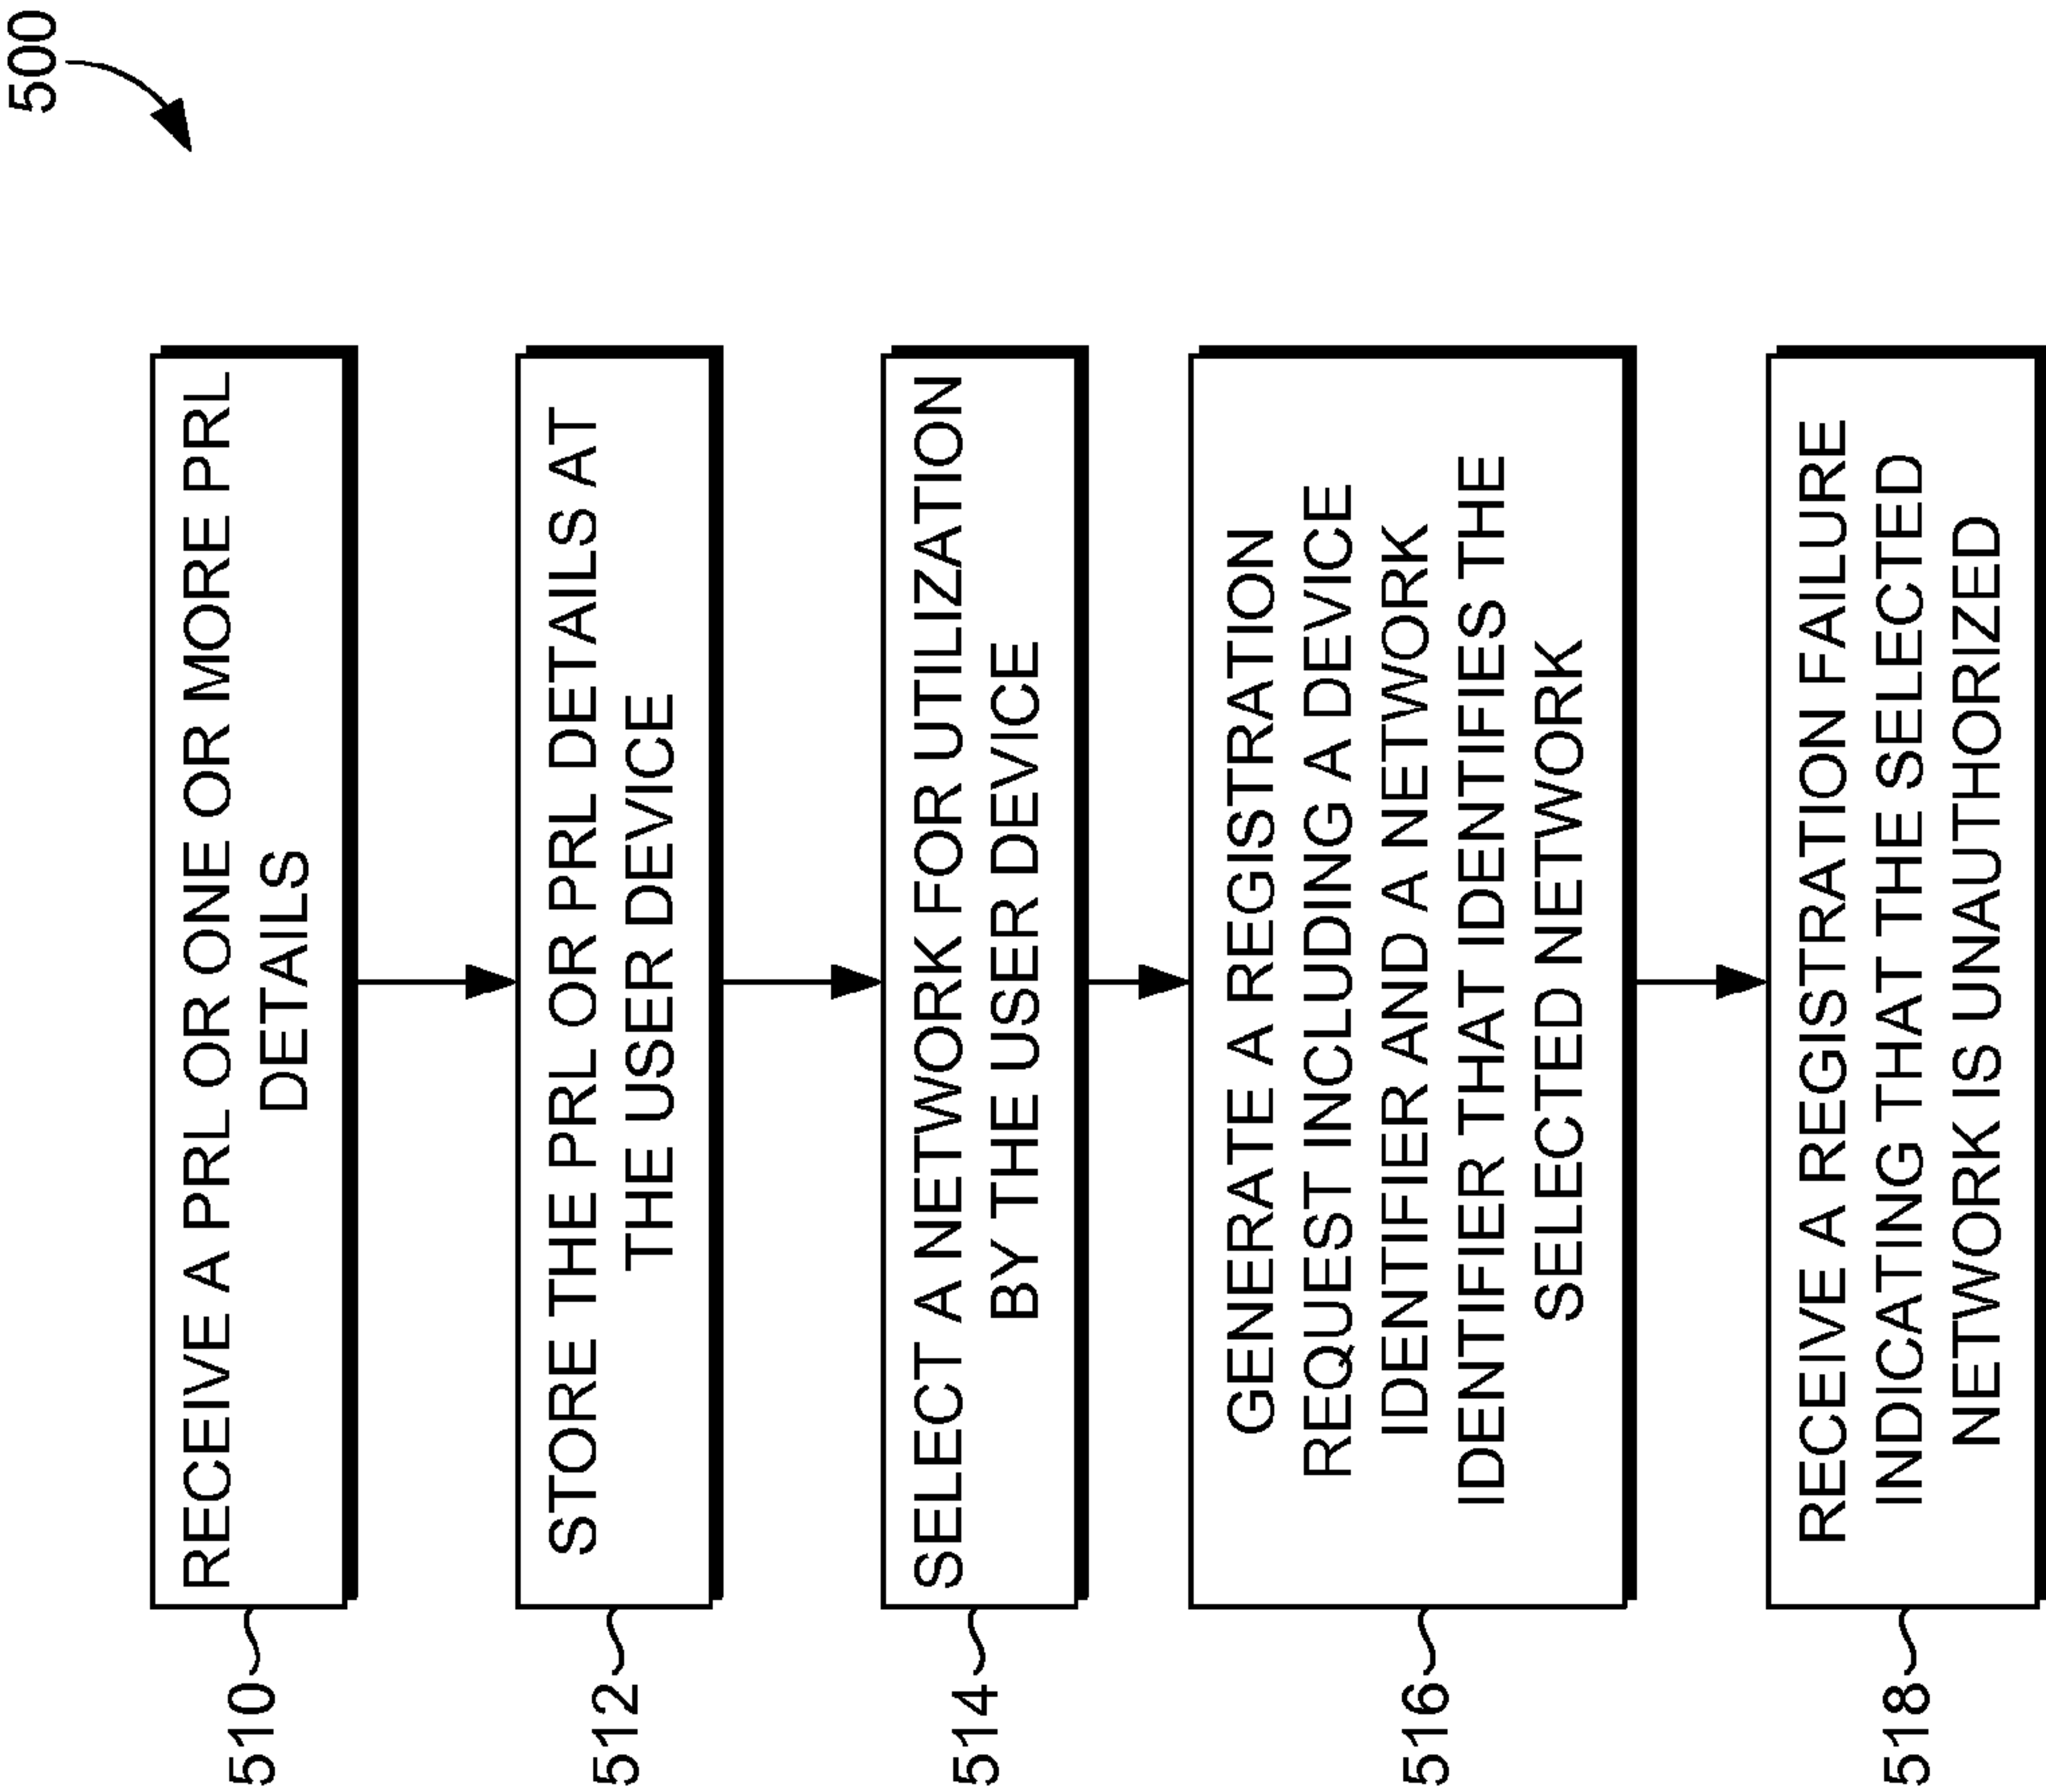 500
510
RECEIVE A PRL OR ONE OR MORE PRL
DETAILS
512
STORE THE PRL OR PRL DETAILS AT
THE USER DEVICE
514
SELECT A NETWORK FOR UTILIZATION
BY THE USER DEVICE
516
GENERATE A REGISTRATION
REQUEST INCLUDING A DEVICE
IDENTIFIER AND A NETWORK
IDENTIFIER THAT IDENTIFIES THE
SELECTED NETWORK
518
RECEIVE A REGISTRATION FAILURE
INDICATING THAT THE SELECTED
NETWORK IS UNAUTHORIZED